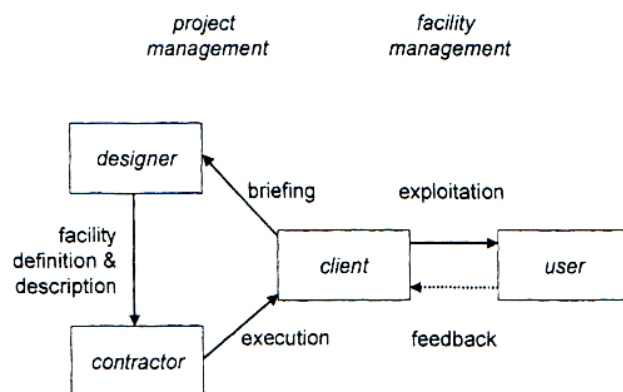 project
management
facility
management
designer
briefing
exploitation
facility
definition &
description
client
user
execution
feedback
contractor